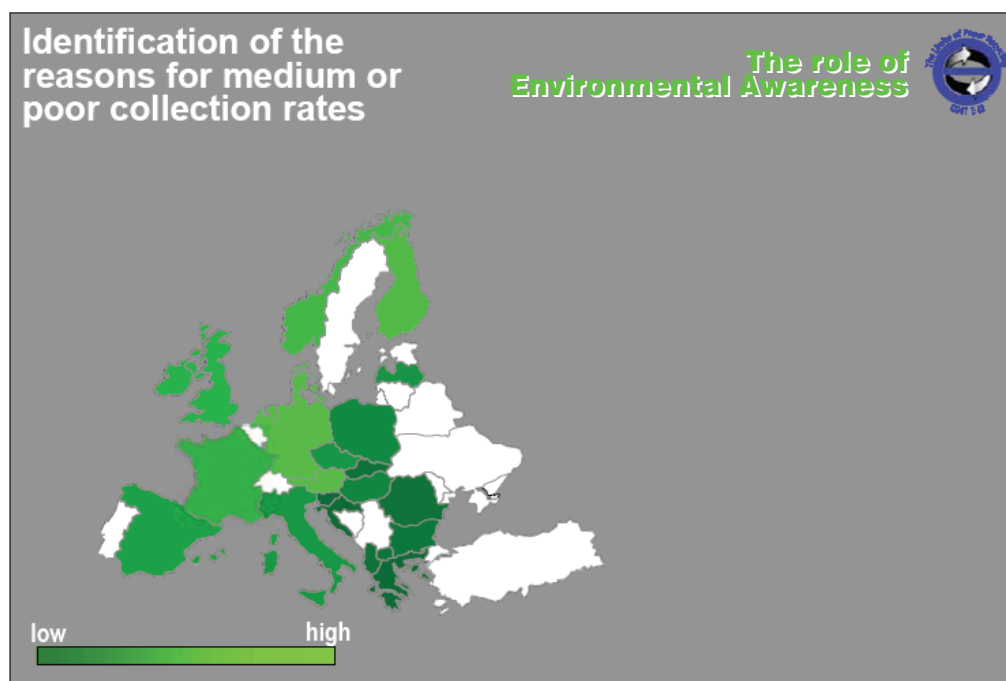 Identification of the
reasons for medium or
poor collection rates
The role of
Environmental Awareness
low
high